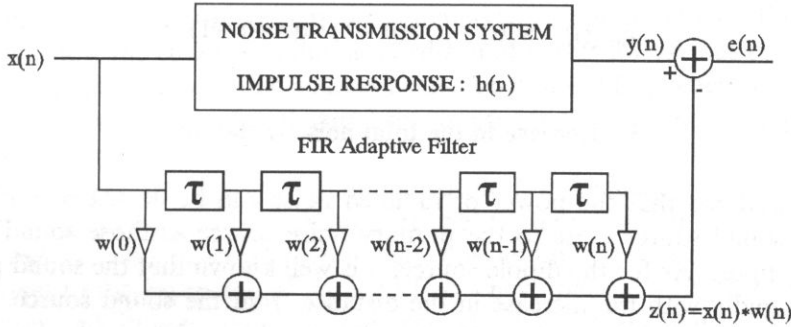 NOISE TRANSMISSION SYSTEM
y(n) e(n)
x(n)
IMPULSE RESPONSE : h(n)
+ -
FIR Adaptive Filter
τ τ τ τ
w(0) w(1) w(2) w(n-2) w(n-1) w(n)
z(n)=x(n)*w(n)